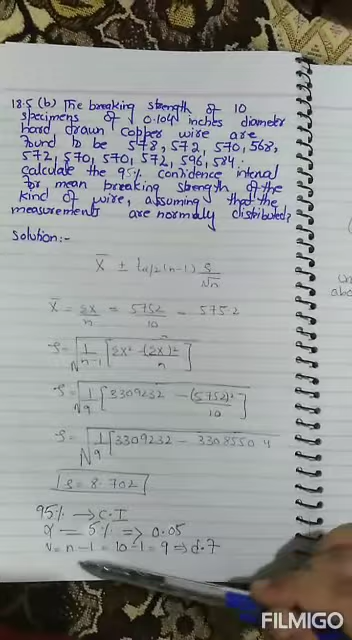 18.5 (b) The breaking strength of 10
specimens of 0.104 inches diameter
hard drawn copper wire are
found to be 578, 572, 570, 568,
572, 570, 570, 572, 596, 584.
calculate the 95% confidence interval
for mean breaking strength of the
kind of wire, assuming that the
measurements are normaly distributed?
Solution:-
X̄ ± tα/2(n-1) s/√n
X̄ = ΣX/n = 5752/10 = 575.2
s = √(1/(n-1) [ΣX² - (ΣX)²/n])
s = √(1/9 [3309232 - (5752)²/10])
s = √(1/9 [3309232 - 3308550.4
s = 8.702
95% → C.I
α = 5% => 0.05
v = n-1 = 10-1 = 9 => d.f
FILMIGO